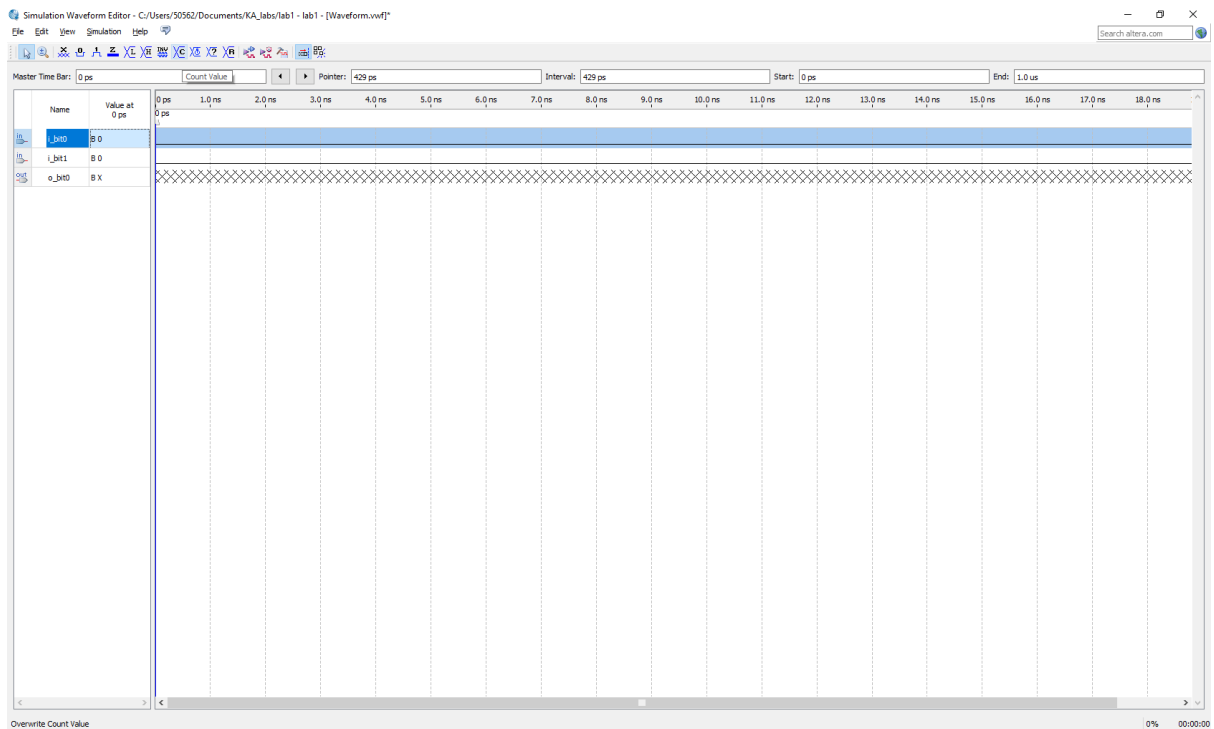 Simulation Waveform Editor - C:/Users/50562/Documents/KA_labs/lab1 - lab1 - [Waveform.vwf]*
File Edit View Simulation Help
Search altera.com
Master Time Bar: 0 ps Count Value Pointer: 429 ps Interval: 429 ps Start: 0 ps End: 1.0 us
Name Value at 0 ps
0 ps 1.0 ns 2.0 ns 3.0 ns 4.0 ns 5.0 ns 6.0 ns 7.0 ns 8.0 ns 9.0 ns 10.0 ns 11.0 ns 12.0 ns 13.0 ns 14.0 ns 15.0 ns 16.0 ns 17.0 ns 18.0 ns
0 ps
in i_bit0 B 0
in i_bit1 B 0
out o_bit0 B X
Overwrite Count Value 0% 00:00:00